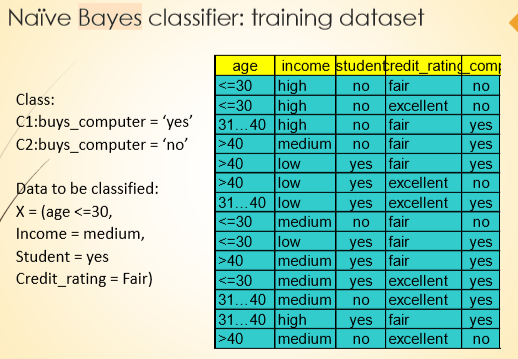 Naïve Bayes classifier: training dataset
Class:
C1:buys_computer = ‘yes’
C2:buys_computer = ‘no’
Data to be classified:
X = (age <=30,
Income = medium,
Student = yes
Credit_rating = Fair)
age income student credit_rating _comp
<=30 high no fair no
<=30 high no excellent no
31…40 high no fair yes
>40 medium no fair yes
>40 low yes fair yes
>40 low yes excellent no
31…40 low yes excellent yes
<=30 medium no fair no
<=30 low yes fair yes
>40 medium yes fair yes
<=30 medium yes excellent yes
31…40 medium no excellent yes
31…40 high yes fair yes
>40 medium no excellent no